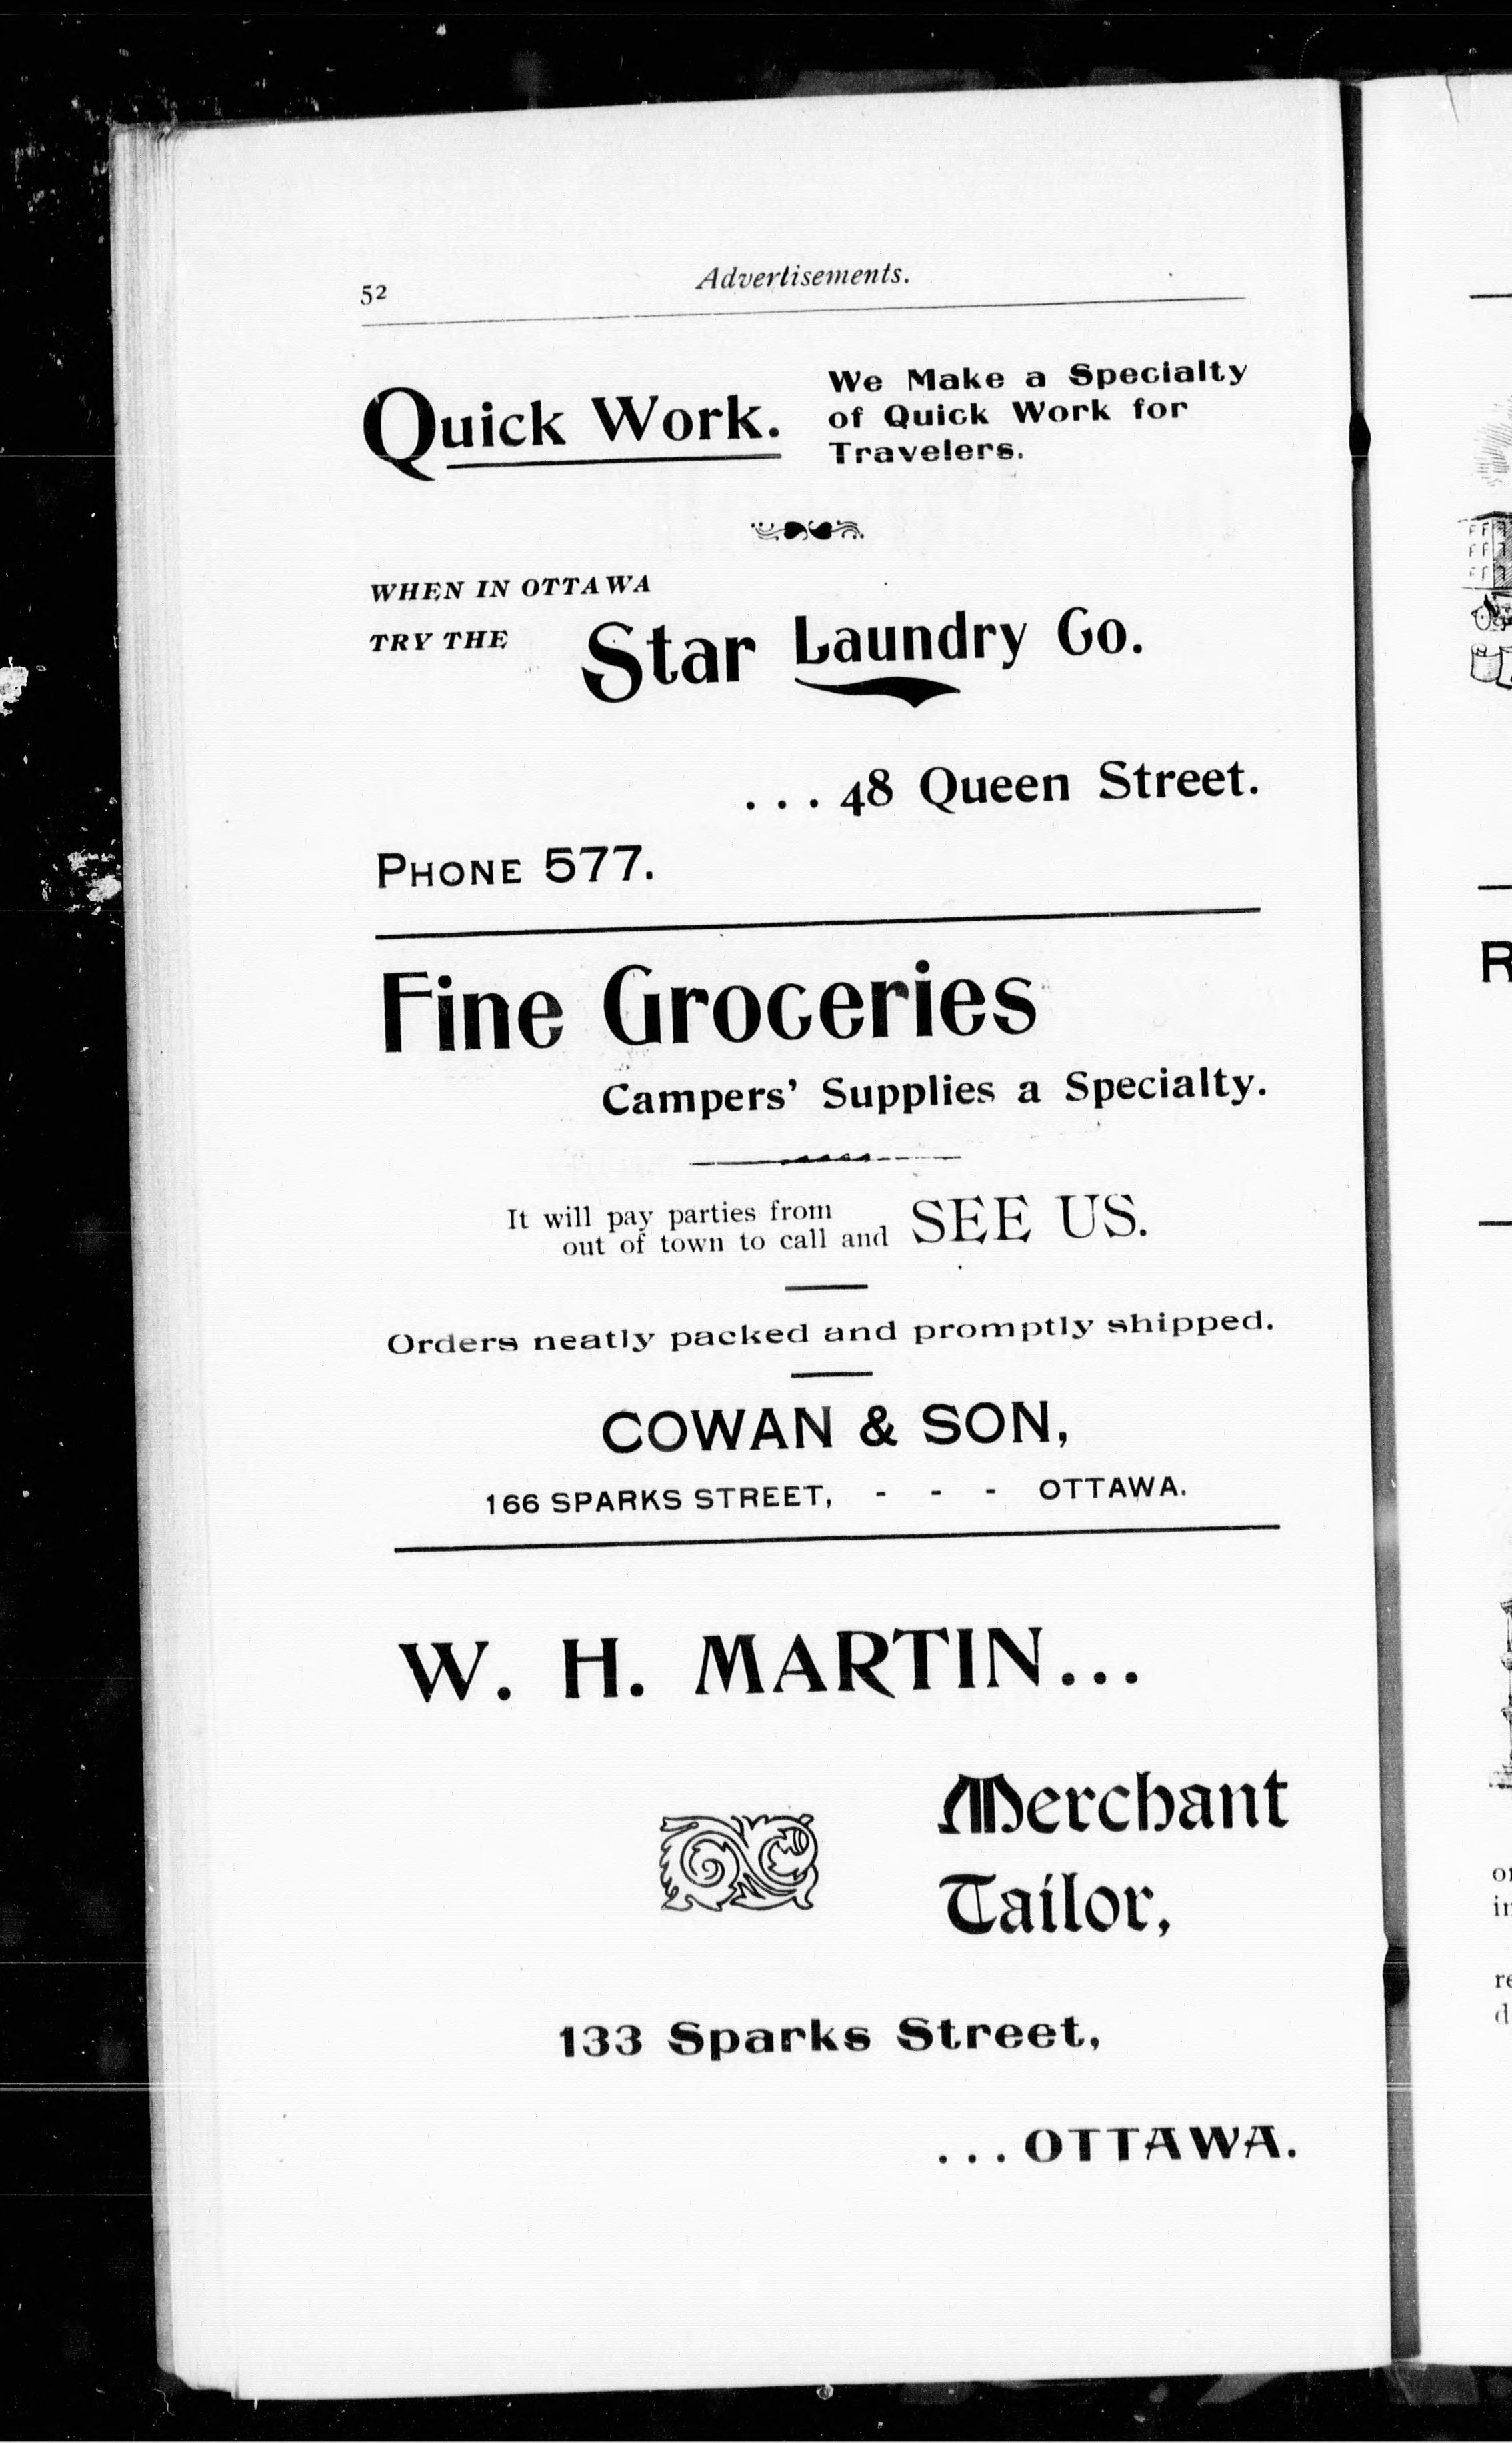 52
Advertisements.
Quick Work.
We Make a Specialty
of Quick Work for
Travelers.
WHEN IN OTTAWA
TRY THE
Star Laundry Co.
... 48 Queen Street.
PHONE 577.
Fine Groceries
Campers' Supplies a Specialty.
It will pay parties from
out of town to call and
SEE US.
Orders neatly packed and promptly shipped.
COWAN & SON,
166 SPARKS STREET, - - - OTTAWA.
W. H. MARTIN...
Merchant
Tailor,
133 Sparks Street,
...OTTAWA.